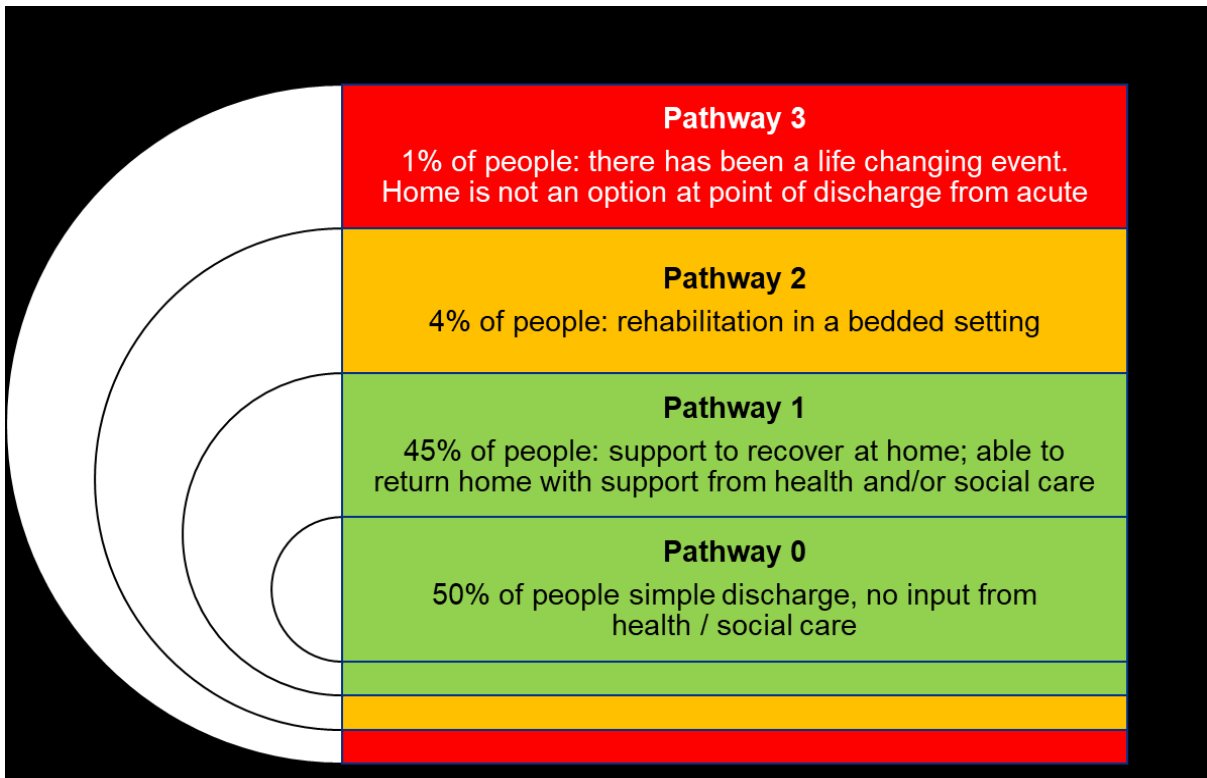 Pathway 3
1% of people: there has been a life changing event.
Home is not an option at point of discharge from acute
Pathway 2
4% of people: rehabilitation in a bedded setting
Pathway 1
45% of people: support to recover at home; able to
return home with support from health and/or social care
Pathway 0
50% of people simple discharge, no input from
health / social care